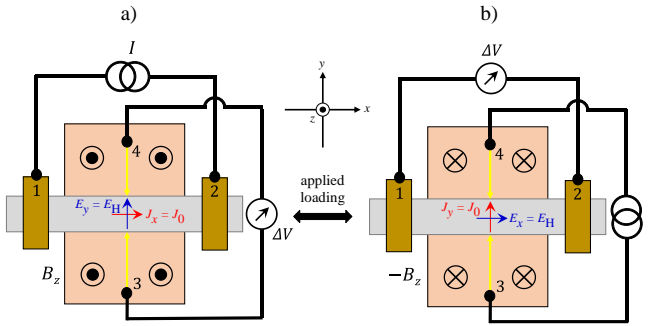 a)
b)
I
ΔV
y
x
z
4
1
2
E_y = E_H
J_x = J_0
ΔV
B_z
3
applied
loading
4
1
2
J_y = J_0
E_x = E_H
−B_z
3